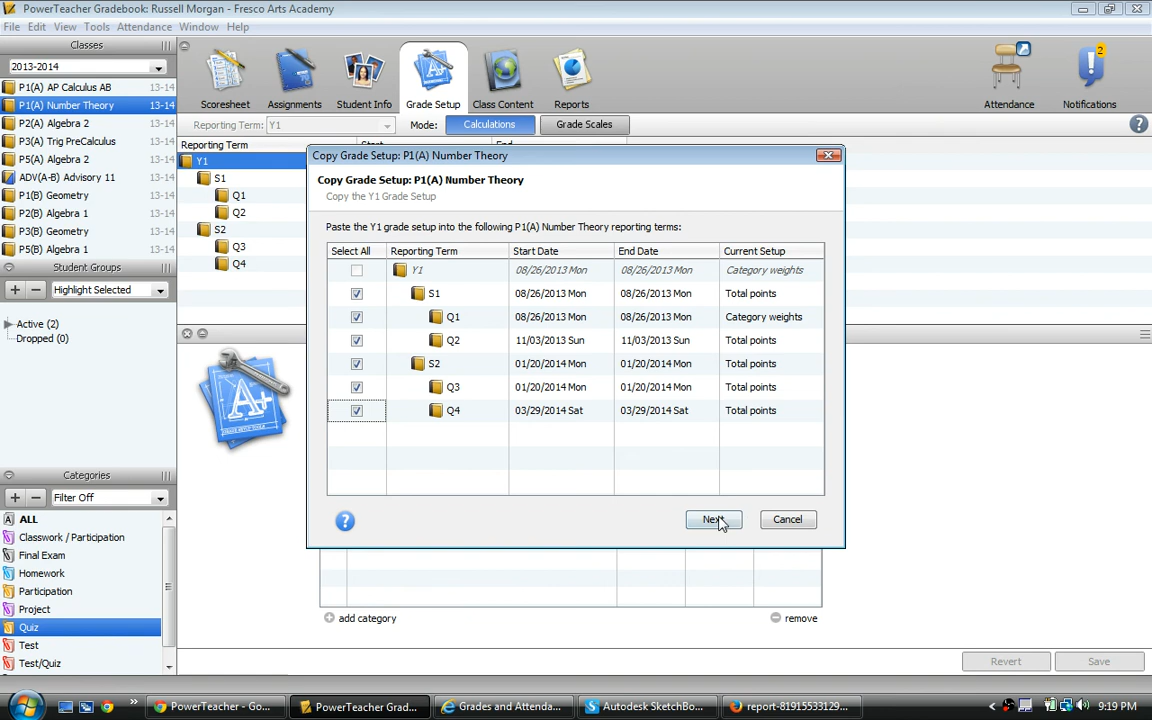 PowerTeacher Gradebook: Russell Morgan - Fresco Arts Academy
File Edit View Tools Attendance Window Help
Classes
2013-2014
P1(A) AP Calculus AB 13-14
P1(A) Number Theory 13-14
P2(A) Algebra 2 13-14
P3(A) Trig PreCalculus 13-14
P5(A) Algebra 2 13-14
ADV(A-B) Advisory 11 13-14
P1(B) Geometry 13-14
P2(B) Algebra 1 13-14
P3(B) Geometry 13-14
P5(B) Algebra 1 13-14
Student Groups
Highlight Selected
Active (2)
Dropped (0)
Categories
Filter Off
ALL
Classwork / Participation
Final Exam
Homework
Participation
Project
Quiz
Test
Test/Quiz
Scoresheet Assignments Student Info Grade Setup Class Content Reports Attendance Notifications
2
Reporting Term: Y1 Mode: Calculations Grade Scales
Reporting Term Start End
Y1
S1
Q1
Q2
S2
Q3
Q4
Copy Grade Setup: P1(A) Number Theory
Copy Grade Setup: P1(A) Number Theory
Copy the Y1 Grade Setup
Paste the Y1 grade setup into the following P1(A) Number Theory reporting terms:
Select All Reporting Term Start Date End Date Current Setup
Y1 08/26/2013 Mon 08/26/2013 Mon Category weights
S1 08/26/2013 Mon 08/26/2013 Mon Total points
Q1 08/26/2013 Mon 08/26/2013 Mon Category weights
Q2 11/03/2013 Sun 11/03/2013 Sun Total points
S2 01/20/2014 Mon 01/20/2014 Mon Total points
Q3 01/20/2014 Mon 01/20/2014 Mon Total points
Q4 03/29/2014 Sat 03/29/2014 Sat Total points
Next Cancel
add category remove
Revert Save
PowerTeacher - Go... PowerTeacher Grad... Grades and Attenda... Autodesk SketchBo... report-81915533129... 9:19 PM